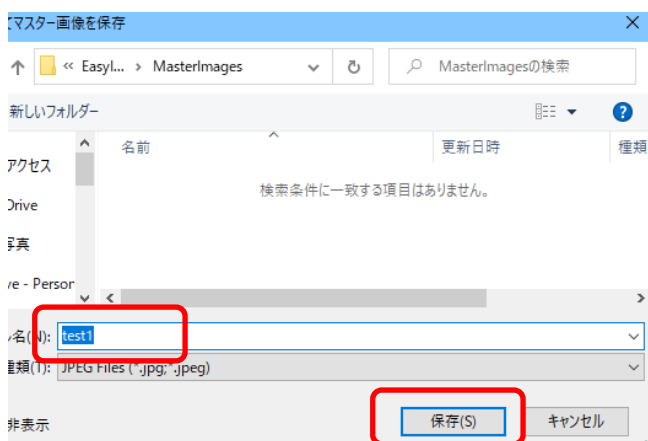 てマスター画像を保存
« EasyI... › MasterImages
MasterImagesの検索
新しいフォルダー
名前 更新日時 種類
アクセス
検索条件に一致する項目はありません。
Drive
写真
ve - Person
ル名(N): test1
種類(T): JPEG Files (*.jpg;*.jpeg)
非表示
保存(S) キャンセル